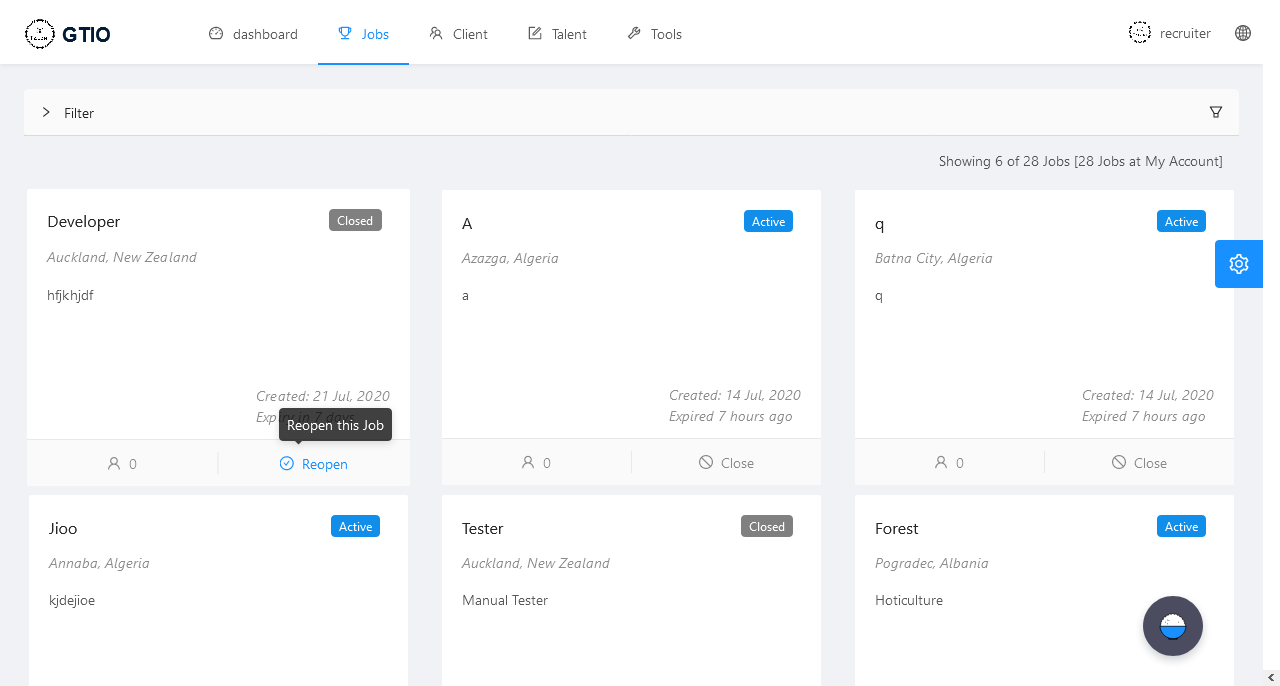 GTIO
dashboard
Jobs
Client
Talent
Tools
recruiter
Filter
Showing 6 of 28 Jobs [28 Jobs at My Account]
Developer
Closed
Auckland, New Zealand
hfjkhjdf
Created: 21 Jul, 2020
Expiry in 7 days
Reopen this Job
0
Reopen
A
Active
Azazga, Algeria
a
Created: 14 Jul, 2020
Expired 7 hours ago
0
Close
q
Active
Batna City, Algeria
q
Created: 14 Jul, 2020
Expired 7 hours ago
0
Close
Jioo
Active
Annaba, Algeria
kjdejioe
Tester
Closed
Auckland, New Zealand
Manual Tester
Forest
Active
Pogradec, Albania
Hoticulture